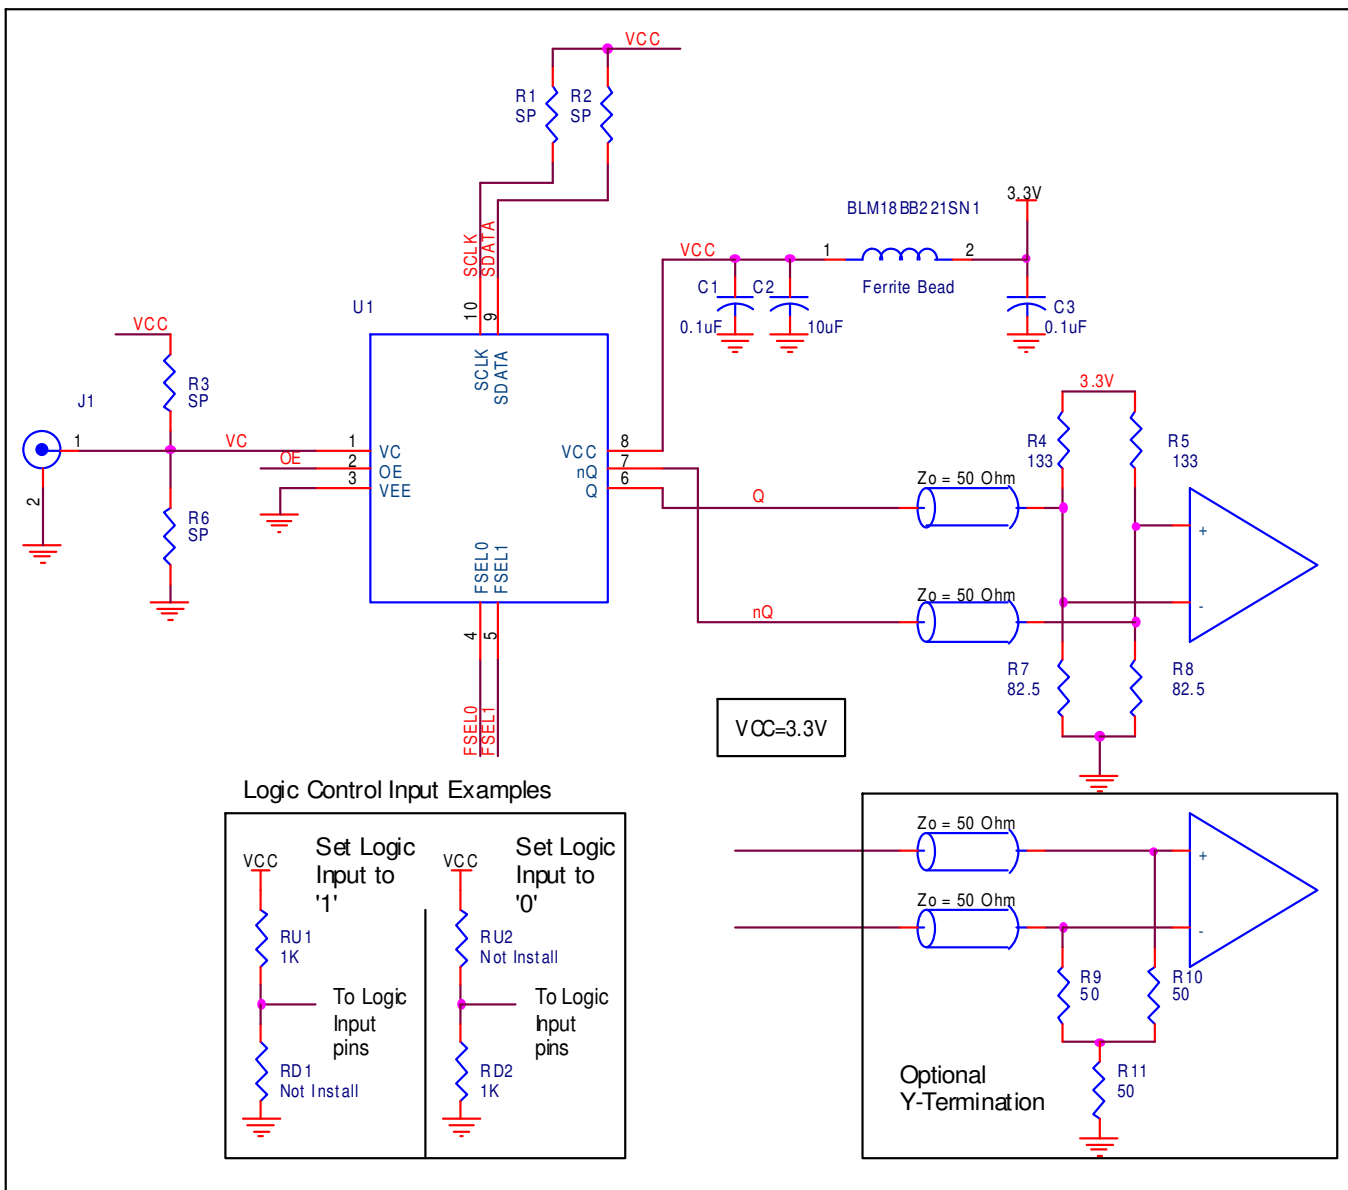 VCC
R1
SP
R2
SP
3.3V
BLM18BB221SN1
SCLK
SDATA
VCC
1
2
Ferrite Bead
C1
0.1uF
C2
10uF
C3
0.1uF
U1
10
9
SCLK
SDATA
VCC
R3
SP
J1
1
VC
1
VC
OE
2
OE
3
VEE
2
R6
SP
VCC
8
nQ
7
Q
6
FSEL0
FSEL1
4
5
FSEL0
FSEL1
3.3V
R4
133
R5
133
Zo = 50 Ohm
Q
+
Zo = 50 Ohm
nQ
-
R7
82.5
R8
82.5
VCC=3.3V
Logic Control Input Examples
VCC
Set Logic
Input to
'1'
RU1
1K
To Logic
Input
pins
RD1
Not Install
VCC
Set Logic
Input to
'0'
RU2
Not Install
To Logic
Input
pins
RD2
1K
Zo = 50 Ohm
+
Zo = 50 Ohm
-
R9
50
R10
50
R11
50
Optional
Y-Termination